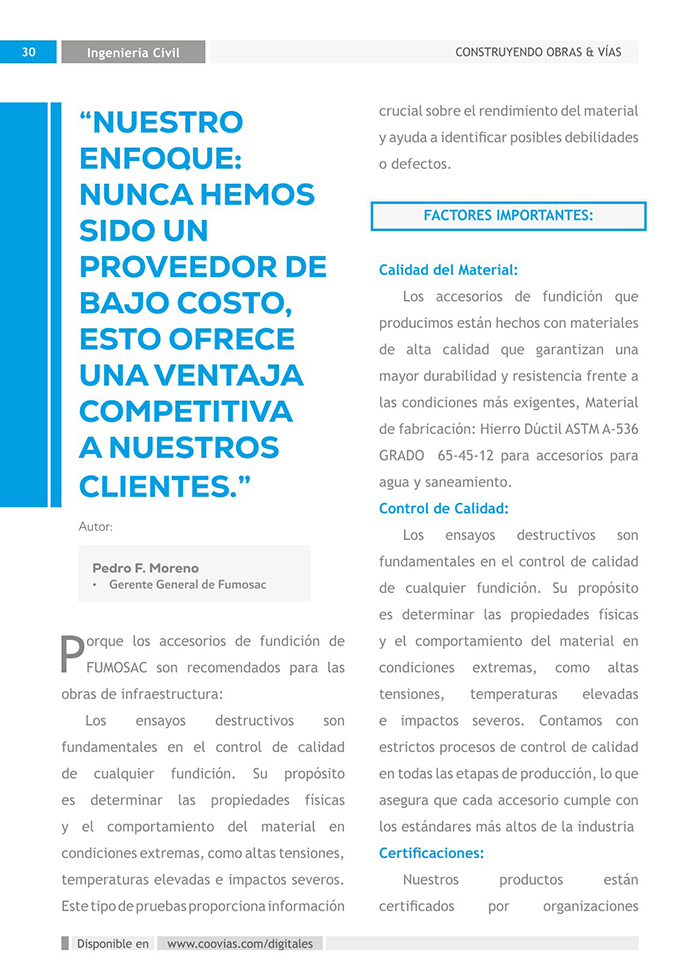 30
Ingenieria Civil
CONSTRUYENDO OBRAS & VÍAS
“NUESTRO
ENFOQUE:
NUNCA HEMOS
SIDO UN
PROVEEDOR DE
BAJO COSTO,
ESTO OFRECE
UNA VENTAJA
COMPETITIVA
A NUESTROS
CLIENTES.”
Autor:
Pedro F. Moreno
• Gerente General de Fumosac
Porque los accesorios de fundición de
FUMOSAC son recomendados para las
obras de infraestructura:
Los ensayos destructivos son
fundamentales en el control de calidad
de cualquier fundición. Su propósito
es determinar las propiedades físicas
y el comportamiento del material en
condiciones extremas, como altas tensiones,
temperaturas elevadas e impactos severos.
Este tipo de pruebas proporciona información
crucial sobre el rendimiento del material
y ayuda a identificar posibles debilidades
o defectos.
FACTORES IMPORTANTES:
Calidad del Material:
Los accesorios de fundición que
producimos están hechos con materiales
de alta calidad que garantizan una
mayor durabilidad y resistencia frente a
las condiciones más exigentes, Material
de fabricación: Hierro Dúctil ASTM A-536
GRADO 65-45-12 para accesorios para
agua y saneamiento.
Control de Calidad:
Los ensayos destructivos son
fundamentales en el control de calidad
de cualquier fundición. Su propósito
es determinar las propiedades físicas
y el comportamiento del material en
condiciones extremas, como altas
tensiones, temperaturas elevadas
e impactos severos. Contamos con
estrictos procesos de control de calidad
en todas las etapas de producción, lo que
asegura que cada accesorio cumple con
los estándares más altos de la industria
Certificaciones:
Nuestros productos están
certificados por organizaciones
Disponible en
www.coovias.com/digitales